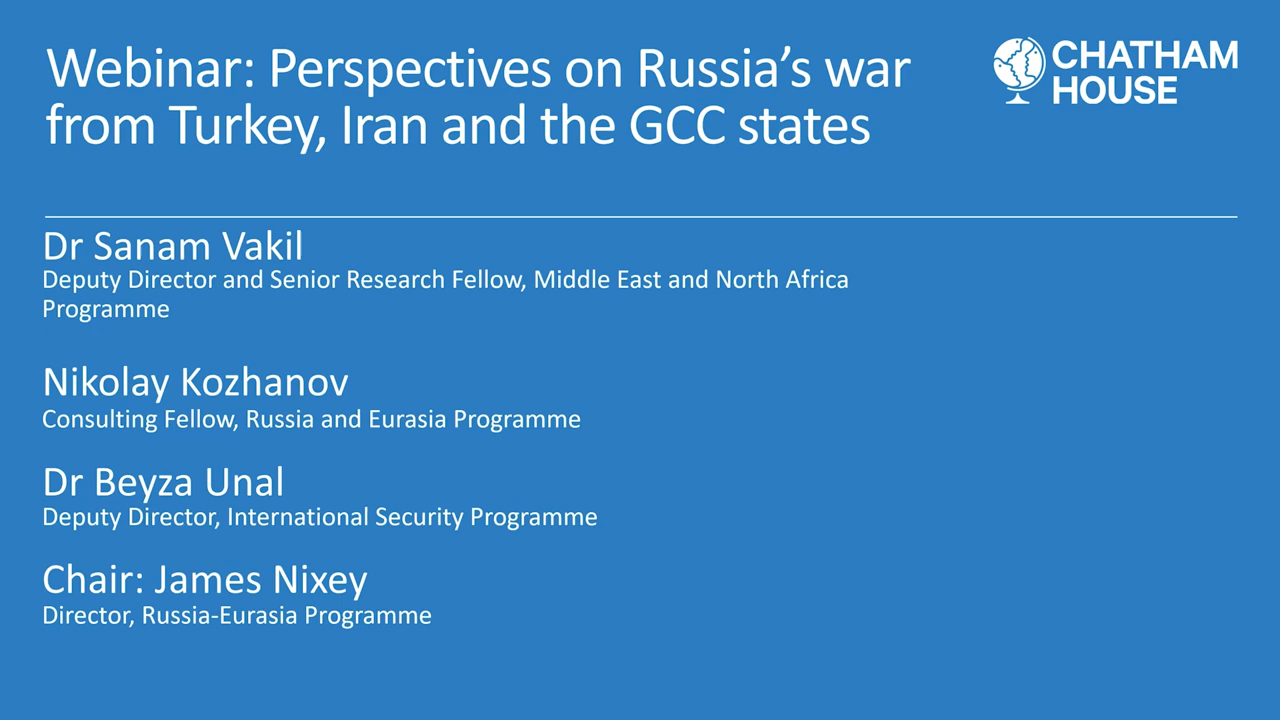 Webinar: Perspectives on Russia’s war
from Turkey, Iran and the GCC states
CHATHAM
HOUSE
Dr Sanam Vakil
Deputy Director and Senior Research Fellow, Middle East and North Africa
Programme
Nikolay Kozhanov
Consulting Fellow, Russia and Eurasia Programme
Dr Beyza Unal
Deputy Director, International Security Programme
Chair: James Nixey
Director, Russia-Eurasia Programme